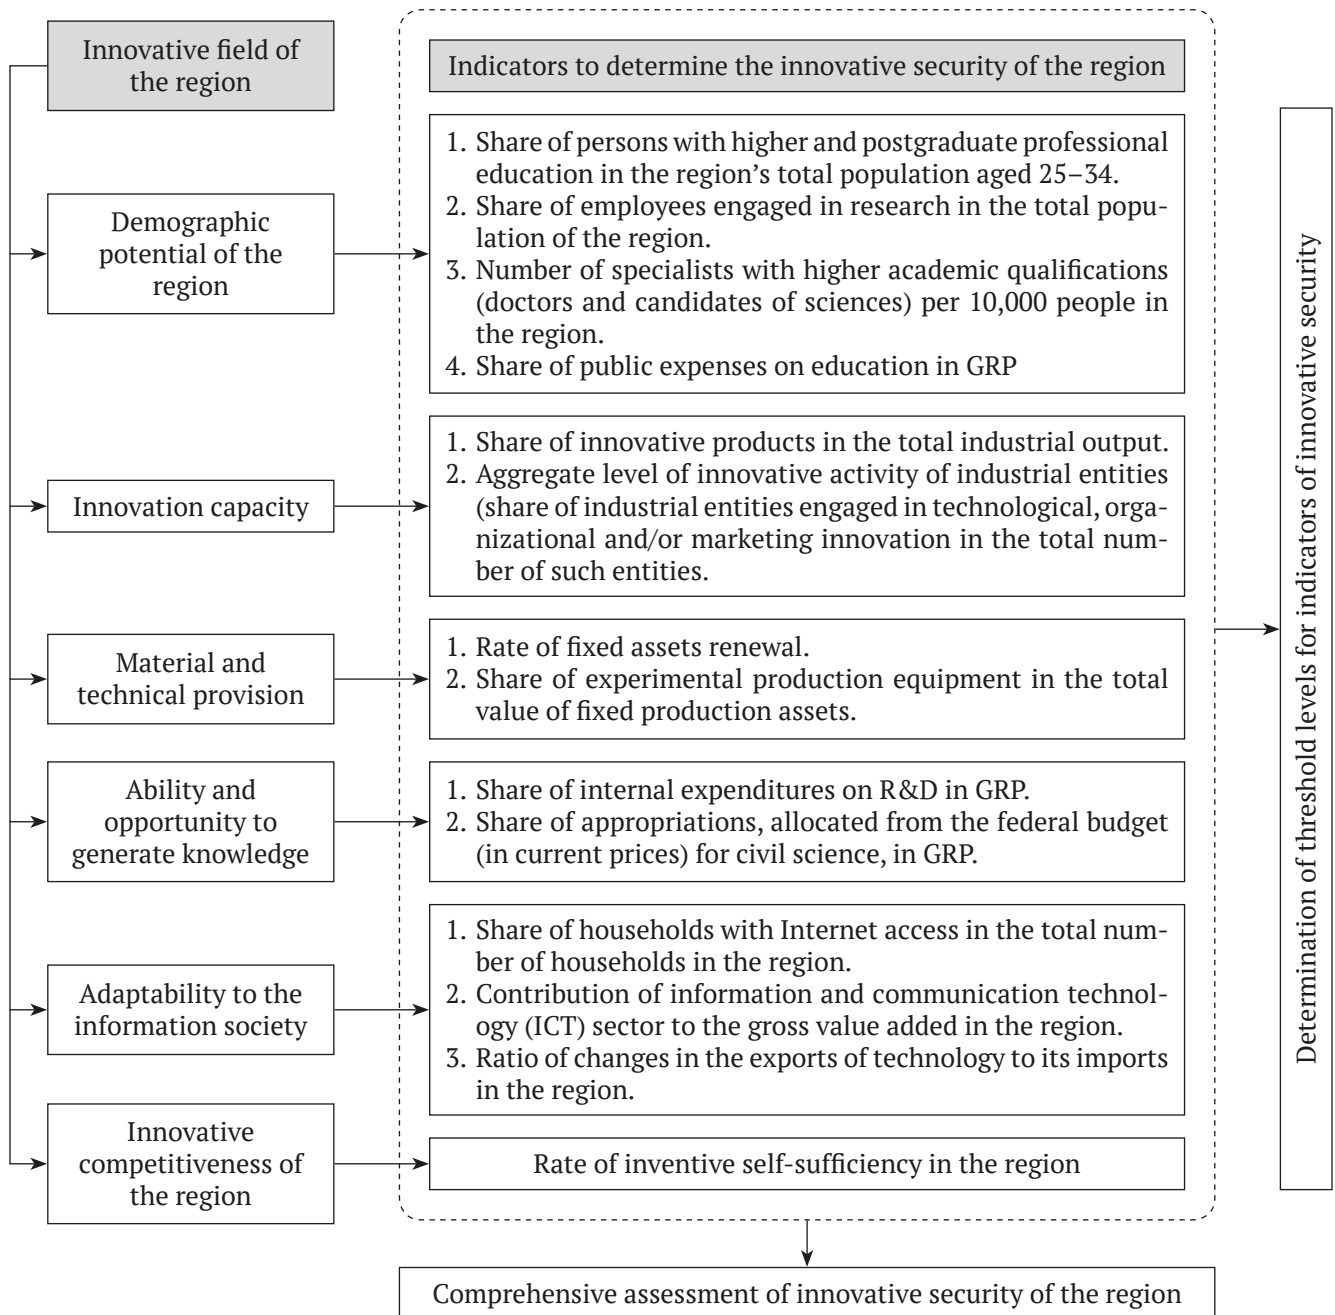 Innovative field of
the region
Indicators to determine the innovative security of the region
Demographic
potential of the
region
1. Share of persons with higher and postgraduate professional
education in the region's total population aged 25–34.
2. Share of employees engaged in research in the total popu-
lation of the region.
3. Number of specialists with higher academic qualifications
(doctors and candidates of sciences) per 10,000 people in
the region.
4. Share of public expenses on education in GRP
Innovation capacity
1. Share of innovative products in the total industrial output.
2. Aggregate level of innovative activity of industrial entities
(share of industrial entities engaged in technological, orga-
nizational and/or marketing innovation in the total num-
ber of such entities.
Material and
technical provision
1. Rate of fixed assets renewal.
2. Share of experimental production equipment in the total
value of fixed production assets.
Ability and
opportunity to
generate knowledge
1. Share of internal expenditures on R&D in GRP.
2. Share of appropriations, allocated from the federal budget
(in current prices) for civil science, in GRP.
Adaptability to the
information society
1. Share of households with Internet access in the total num-
ber of households in the region.
2. Contribution of information and communication technol-
ogy (ICT) sector to the gross value added in the region.
3. Ratio of changes in the exports of technology to its imports
in the region.
Innovative
competitiveness of
the region
Rate of inventive self-sufficiency in the region
Determination of threshold levels for indicators of innovative security
Comprehensive assessment of innovative security of the region